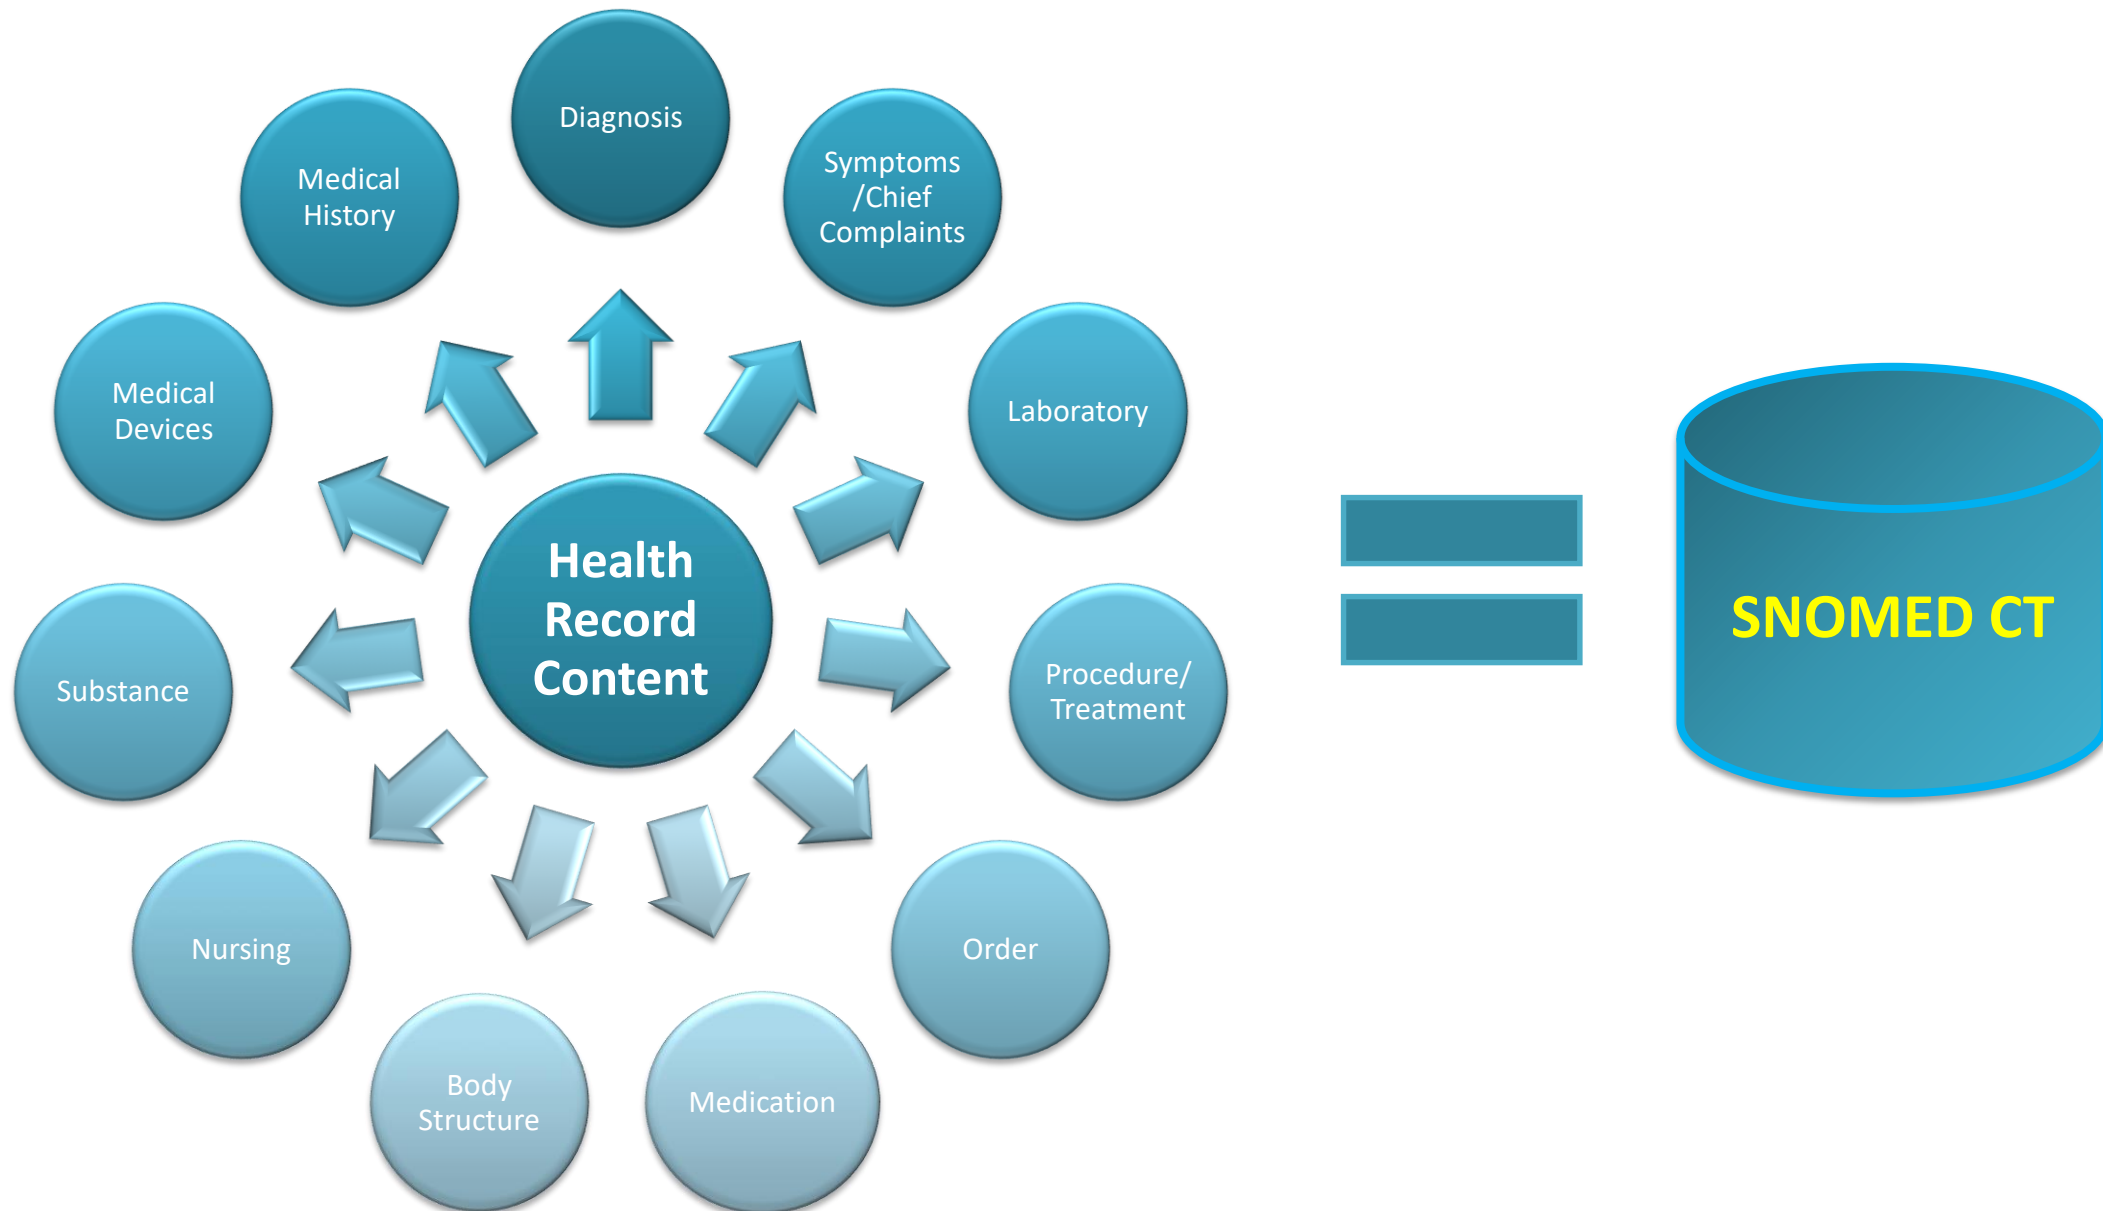 Diagnosis
Symptoms
/Chief
Complaints
Laboratory
Procedure/
Treatment
Order
Medication
Body
Structure
Nursing
Substance
Medical
Devices
Medical
History
Health
Record
Content
SNOMED CT